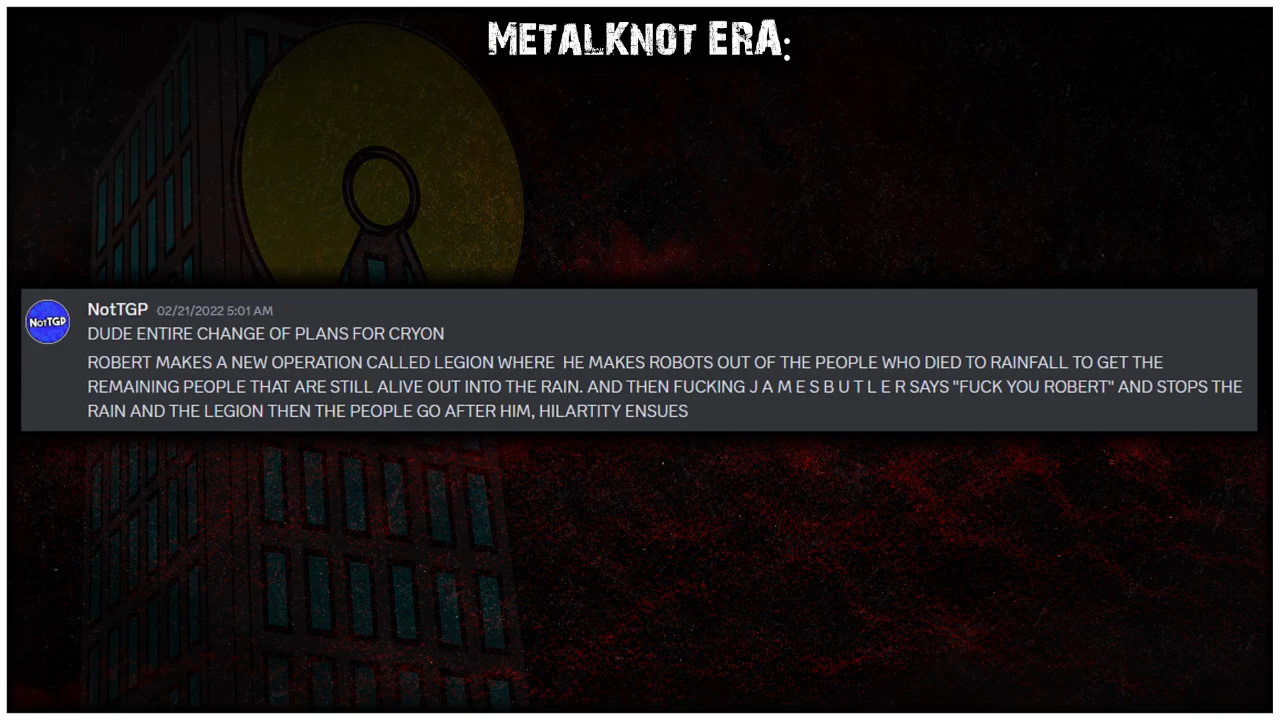 METALKNOT ERA:
NotTGP
NotTGP 02/21/2022 5:01 AM
DUDE ENTIRE CHANGE OF PLANS FOR CRYON
ROBERT MAKES A NEW OPERATION CALLED LEGION WHERE  HE MAKES ROBOTS OUT OF THE PEOPLE WHO DIED TO RAINFALL TO GET THE
REMAINING PEOPLE THAT ARE STILL ALIVE OUT INTO THE RAIN. AND THEN FUCKING J A M E S B U T L E R SAYS "FUCK YOU ROBERT" AND STOPS THE
RAIN AND THE LEGION THEN THE PEOPLE GO AFTER HIM, HILARTITY ENSUES